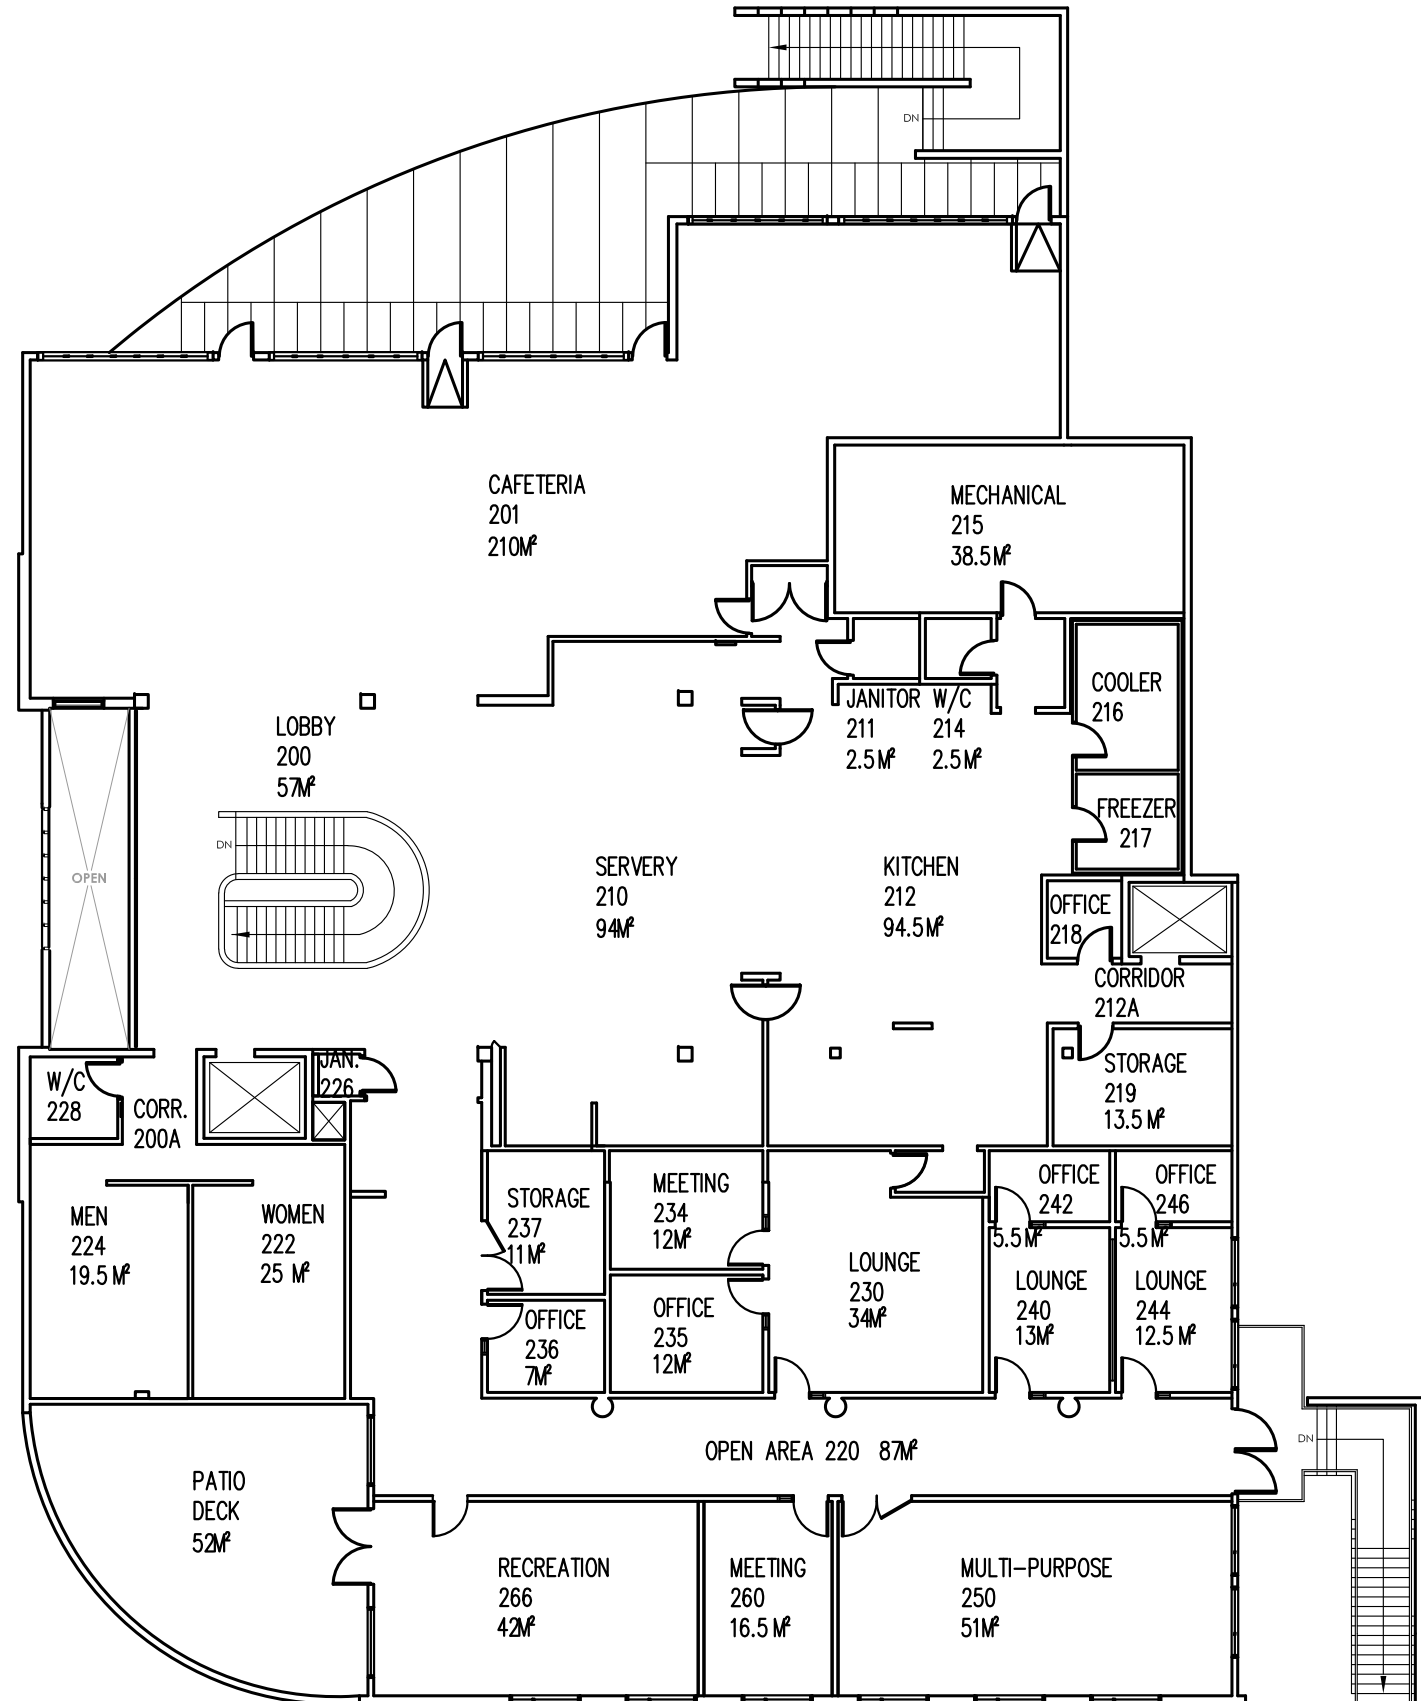 DN
CAFETERIA
201
210M²
MECHANICAL
215
38.5M²
LOBBY
200
57M²
JANITOR
211
2.5M²
W/C
214
2.5M²
COOLER
216
FREEZER
217
DN
OPEN
SERVERY
210
94M²
KITCHEN
212
94.5M²
OFFICE
218
CORRIDOR
212A
W/C
228
CORR.
200A
JAN.
226
STORAGE
219
13.5M²
MEN
224
19.5M²
WOMEN
222
25 M²
STORAGE
237
11M²
MEETING
234
12M²
OFFICE
242
5.5M²
OFFICE
246
5.5M²
LOUNGE
230
34M²
LOUNGE
240
13M²
LOUNGE
244
12.5M²
OFFICE
236
7M²
OFFICE
235
12M²
OPEN AREA 220 87M²
DN
PATIO
DECK
52M²
RECREATION
266
42M²
MEETING
260
16.5M²
MULTI-PURPOSE
250
51M²